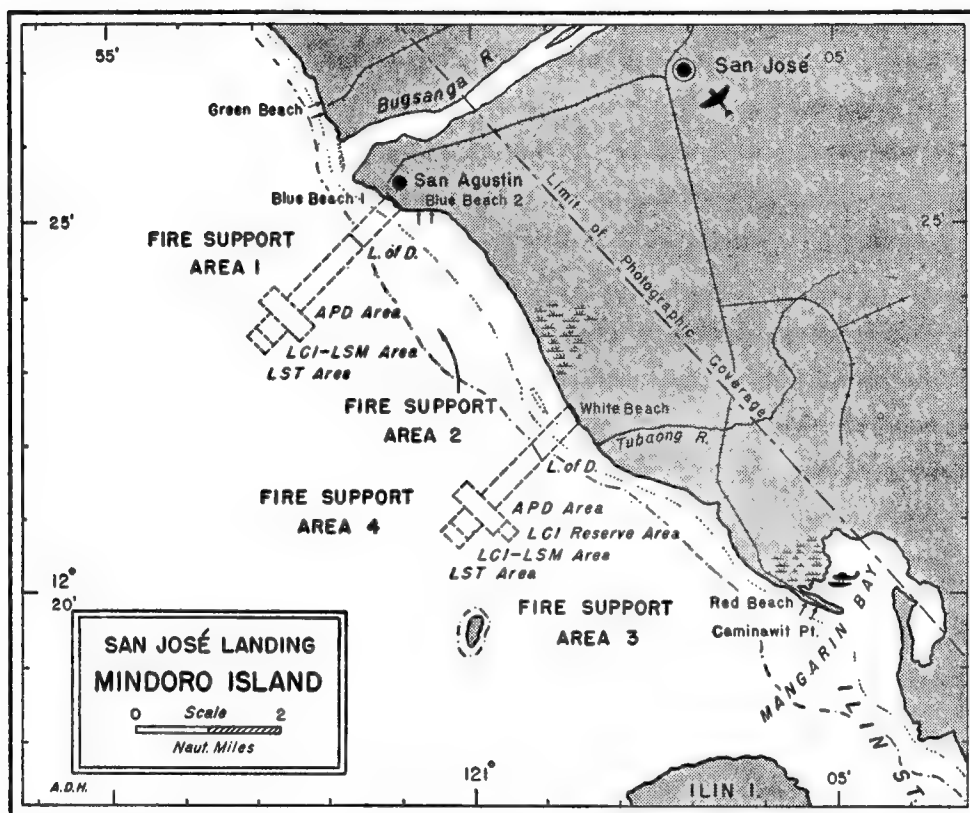 55'
05'
San José
Bugsanga R.
Green Beach
San Agustin
Blue Beach 1
Blue Beach 2
25'
25'
Limit of Photographic Coverage
FIRE SUPPORT
AREA 1
L. of D.
APD Area
LCI-LSM Area
LST Area
FIRE SUPPORT
AREA 2
White Beach
Tubaong R.
L. of D.
FIRE SUPPORT
AREA 4
APD Area
LCI Reserve Area
LCI-LSM Area
LST Area
12°
20'
FIRE SUPPORT
AREA 3
Red Beach
Caminawit Pt.
MANGARIN BAY
ILIN ST.
SAN JOSÉ LANDING
MINDORO ISLAND
0 Scale 2
Naut. Miles
A.D.H.
121°
05'
ILIN I.